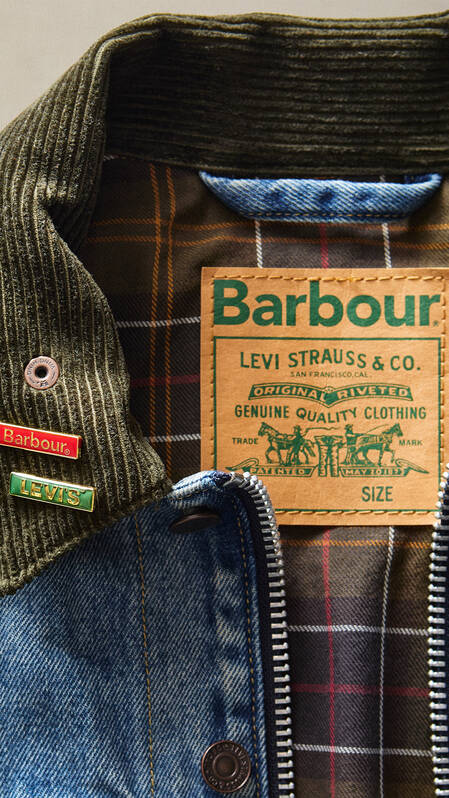 Barbour®
LEVI STRAUSS & CO.
SAN FRANCISCO, CAL.
ORIGINAL RIVETED
GENUINE QUALITY CLOTHING
TRADE MARK
PATENTED MAY 20 1873
SIZE
Barbour®
LEVI'S